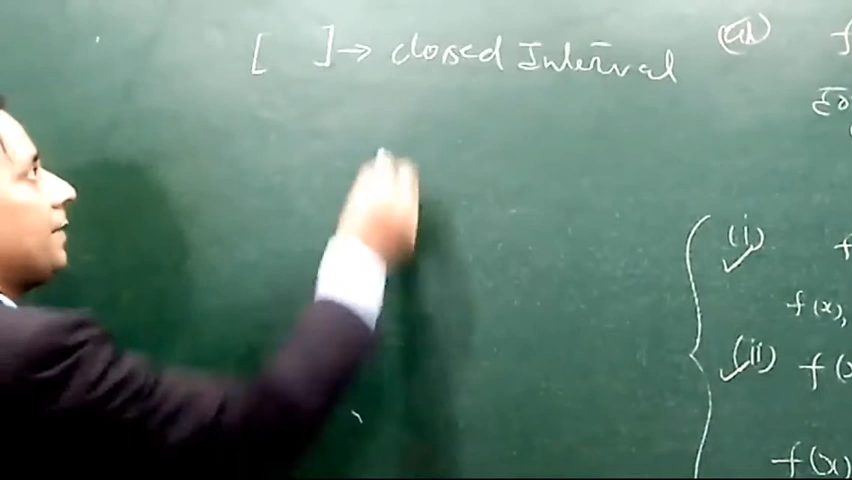 [ ] → closed Interval
(i)
f(x),
(ii) f(x
f(x)